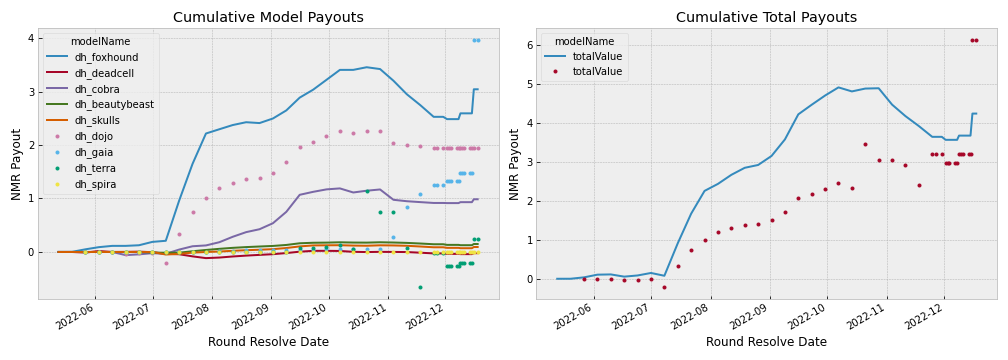 Cumulative Model Payouts
NMR Payout
4
3
2
1
0
modelName
dh_foxhound
dh_deadcell
dh_cobra
dh_beautybeast
dh_skulls
dh_dojo
dh_gaia
dh_terra
dh_spira
2022-06
2022-07
2022-08
2022-09
2022-10
2022-11
2022-12
Round Resolve Date
Cumulative Total Payouts
NMR Payout
6
5
4
3
2
1
0
modelName
totalValue
totalValue
2022-06
2022-07
2022-08
2022-09
2022-10
2022-11
2022-12
Round Resolve Date